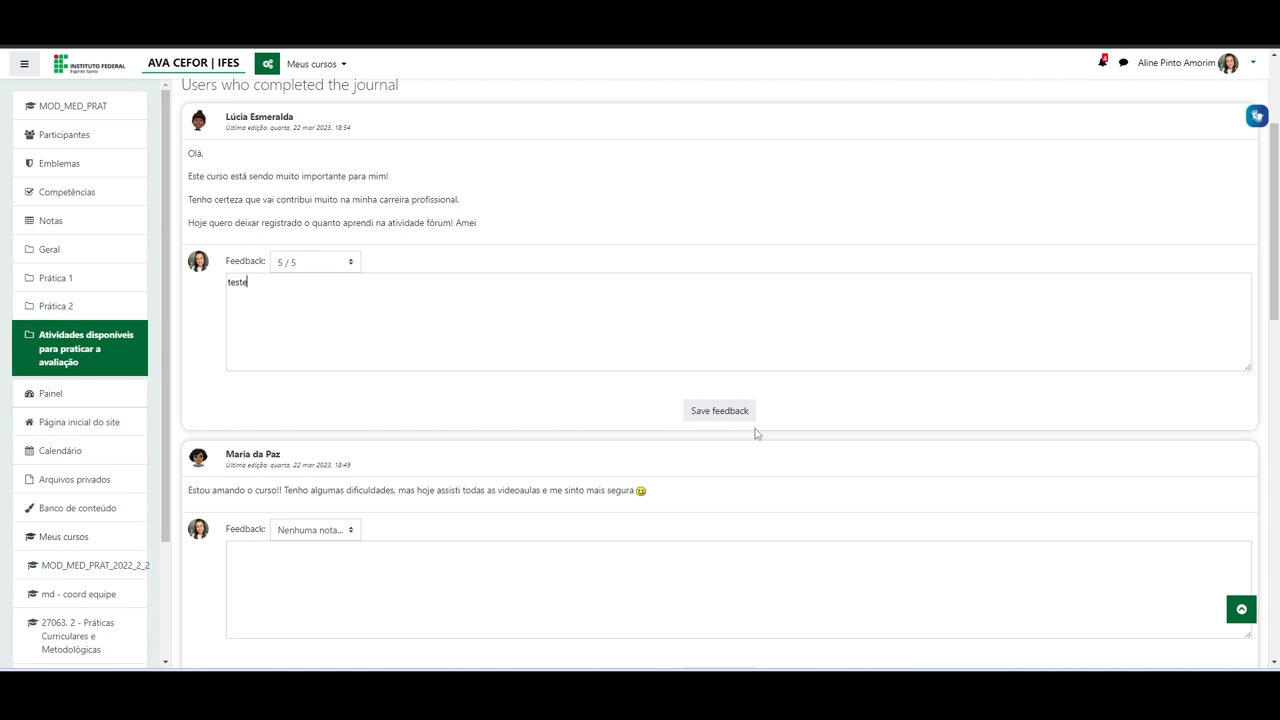 INSTITUTO FEDERAL
Espírito Santo
AVA CEFOR | IFES
Meus cursos
Aline Pinto Amorim
MOD_MED_PRAT
Participantes
Emblemas
Competências
Notas
Geral
Prática 1
Prática 2
Atividades disponíveis
para praticar a
avaliação
Painel
Página inicial do site
Calendário
Arquivos privados
Banco de conteúdo
Meus cursos
MOD_MED_PRAT_2022_2_2
md - coord equipe
27063. 2 - Práticas
Curriculares e
Metodológicas
Users who completed the journal
Lúcia Esmeralda
Última edição: quarta, 22 mar 2023, 18:54
Olá,
Este curso está sendo muito importante para mim!
Tenho certeza que vai contribui muito na minha carreira profissional.
Hoje quero deixar registrado o quanto aprendi na atividade fórum! Amei
Feedback: 5 / 5
teste
Save feedback
Maria da Paz
Última edição: quarta, 22 mar 2023, 18:49
Estou amando o curso!! Tenho algumas dificuldades, mas hoje assisti todas as videoaulas e me sinto mais segura
Feedback: Nenhuma nota...